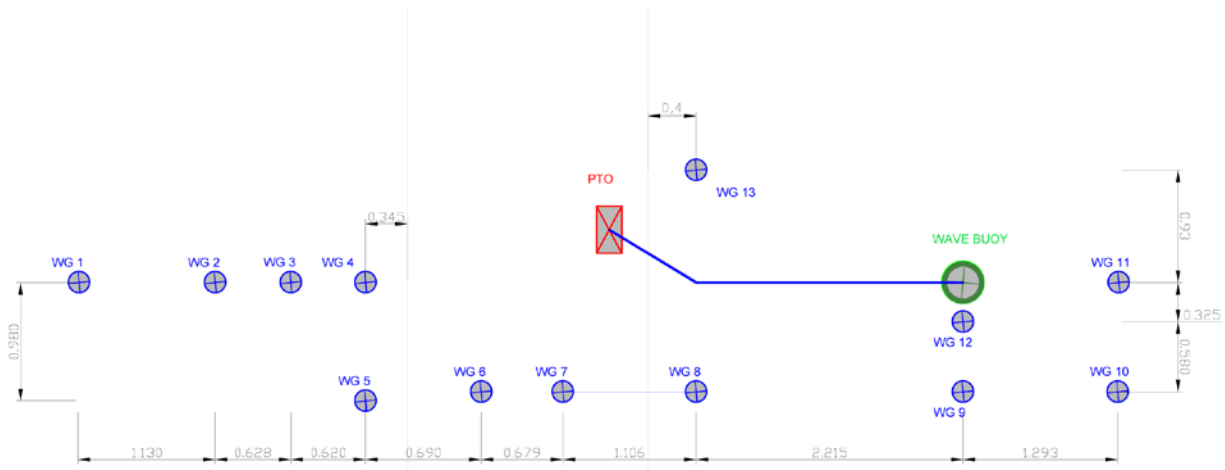 0,4
PTO
WG 13
0.345
0.93
WAVE BUOY
WG 1
WG 2
WG 3
WG 4
WG 11
0.325
0.980
WG 12
WG 5
WG 6
WG 7
WG 8
WG 9
WG 10
0.580
1.130
0.628
0.620
0.690
0.679
1.106
2.215
1.293